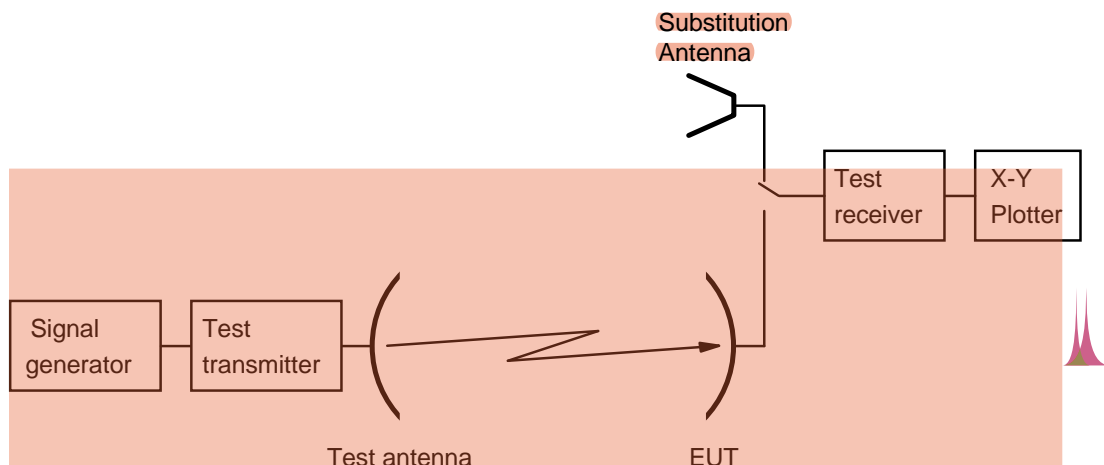 Substitution
Antenna
Test
receiver
X-Y
Plotter
Signal
generator
Test
transmitter
Test antenna
EUT